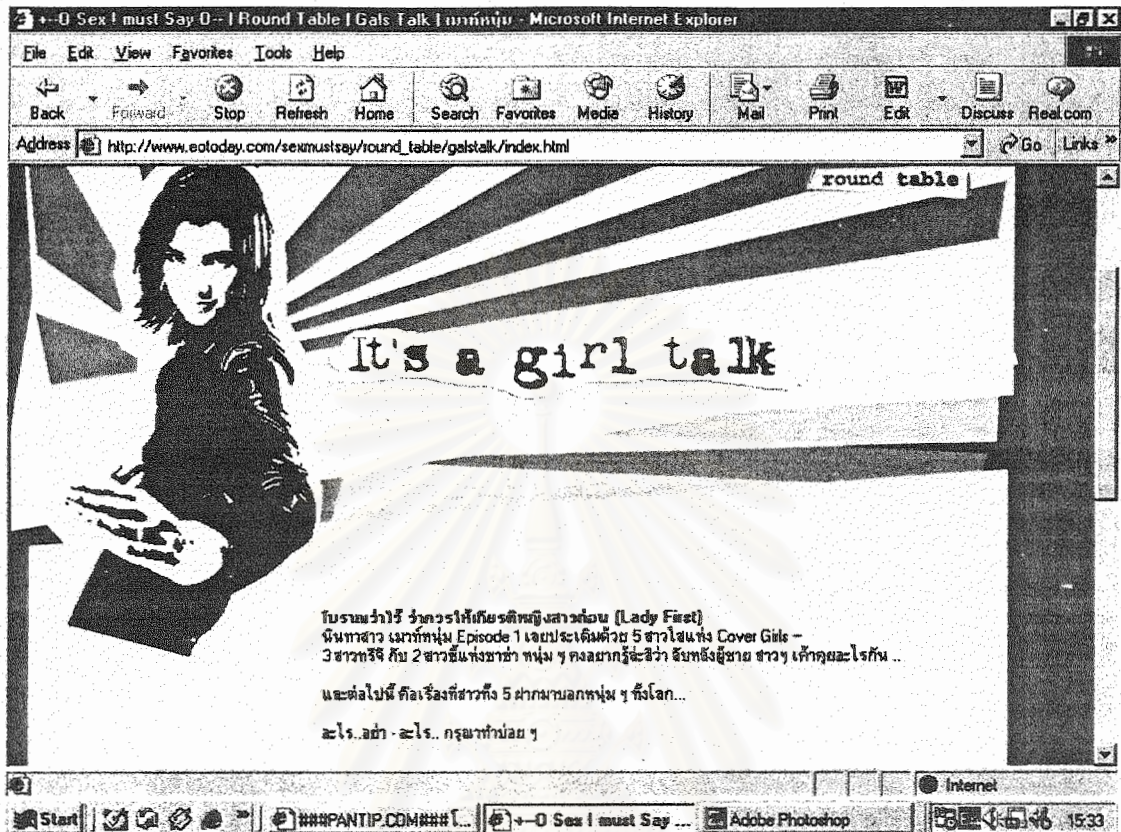 +--O Sex I must Say O-- | Round Table | Gals Talk | เมาท์หนุ่ม - Microsoft Internet Explorer
File Edit View Favorites Tools Help
Back Forward Stop Refresh Home Search Favorites Media History Mail Print Edit Discuss Real.com
Address http://www.eotoday.com/sexmustsay/round_table/galstalk/index.html Go Links »
round table
It's a girl talk
โบราณว่าไว้ ว่าควรให้เกียรติหญิงสาวก่อน (Lady First)
นินทาสาว เมาท์หนุ่ม Episode 1 เลยประเดิมด้วย 5 สาวใสแห่ง Cover Girls –
3 สาวทรีจี กับ 2 สาวซี้แห่งซาซ่า หนุ่ม ๆ คงอยากรู้ล่ะสิว่า ลับหลังผู้ชาย สาวๆ เค้าคุยอะไรกัน ..
และต่อไปนี้ คือเรื่องที่สาวทั้ง 5 ฝากมาบอกหนุ่ม ๆ ทั้งโลก...
อะไร..อย่า - อะไร.. กรุณาทำบ่อย ๆ
Internet
Start » ###PANTIP.COM### โ... +--O Sex I must Say ... Adobe Photoshop 15:33